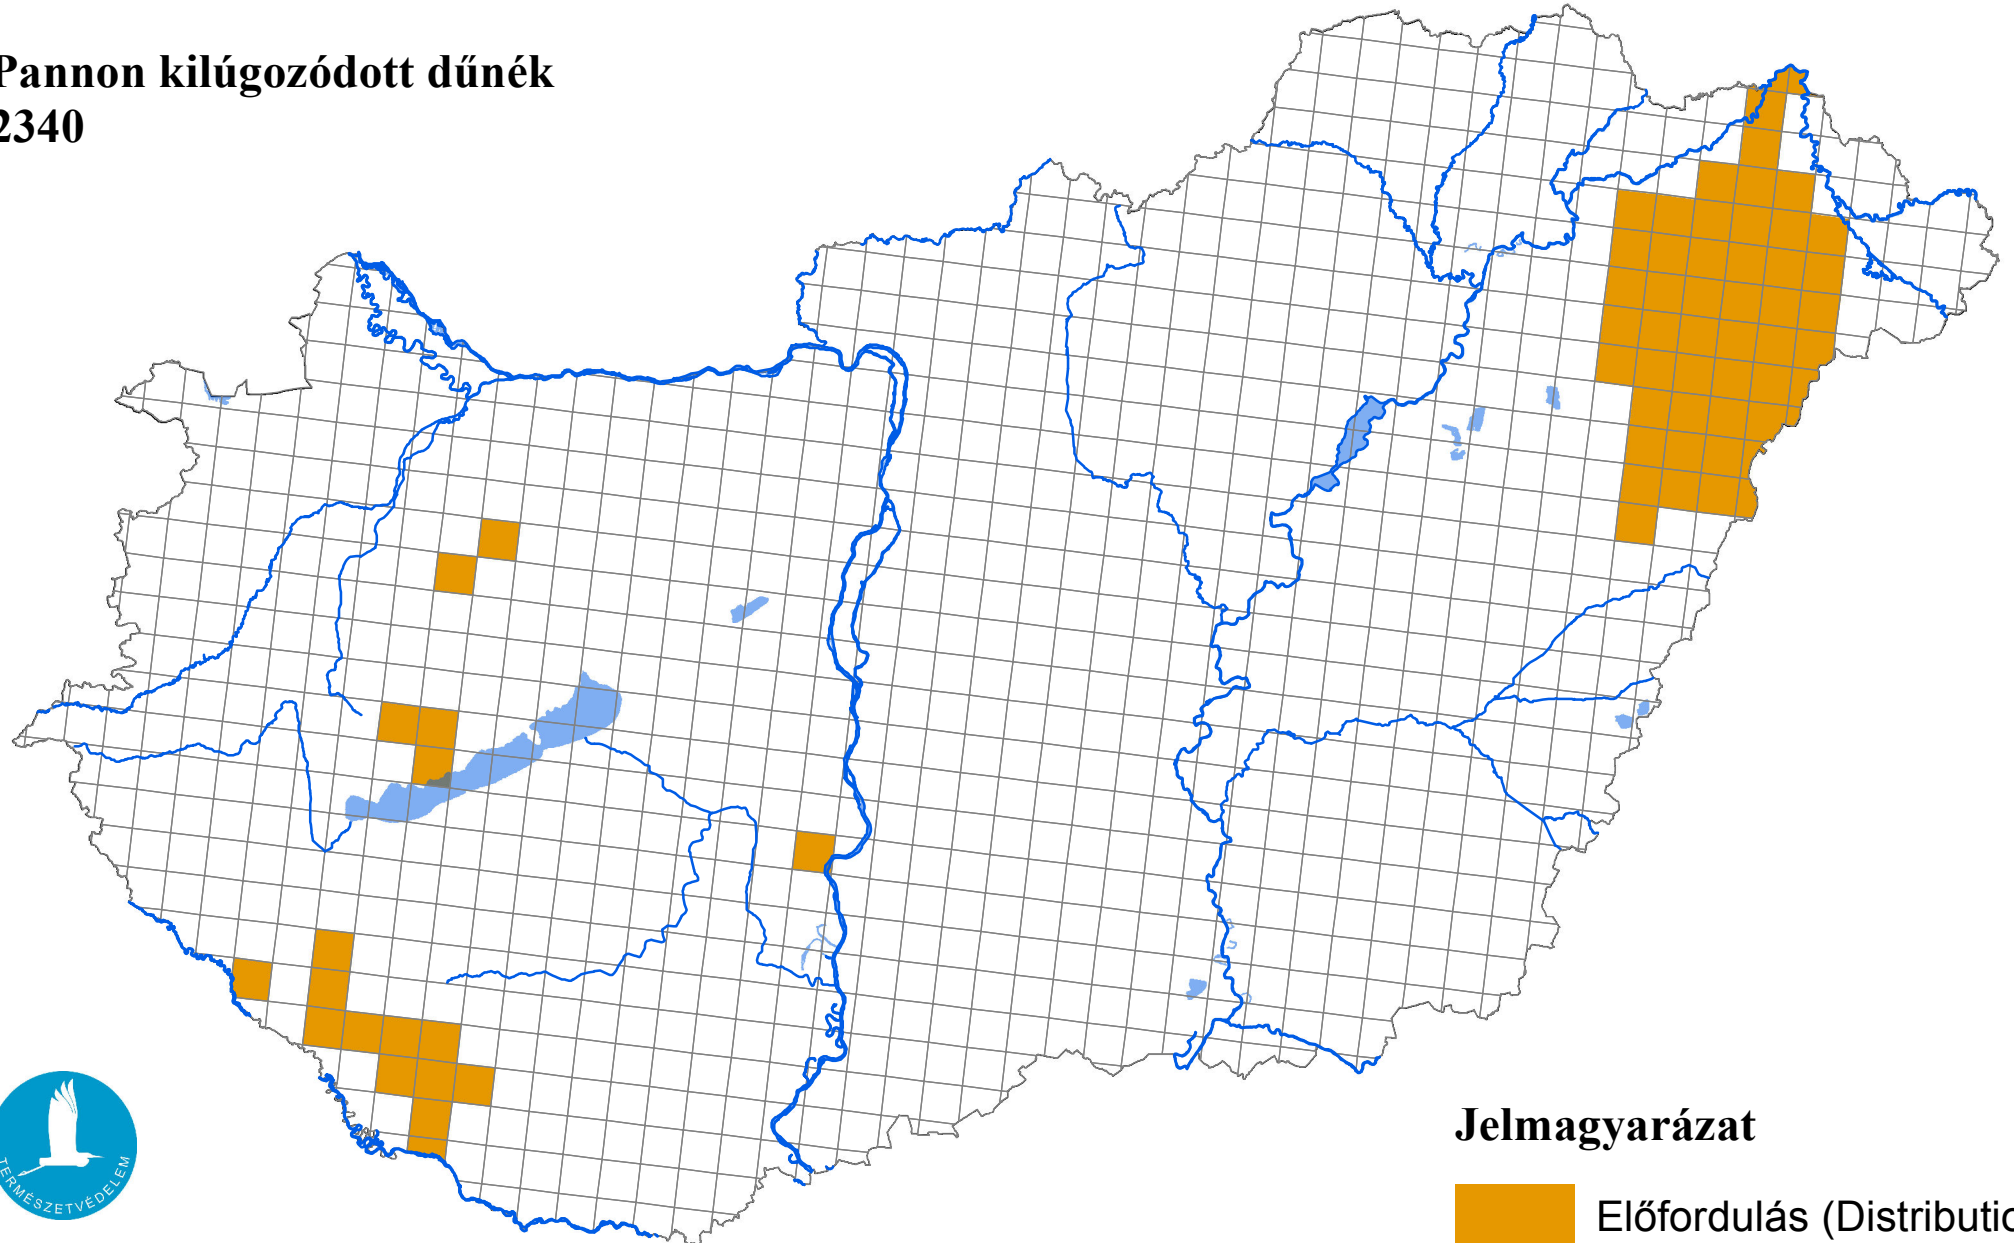 Pannon kilúgozódott dűnék
2340
TERMÉSZETVÉDELEM
Jelmagyarázat
Előfordulás (Distributio